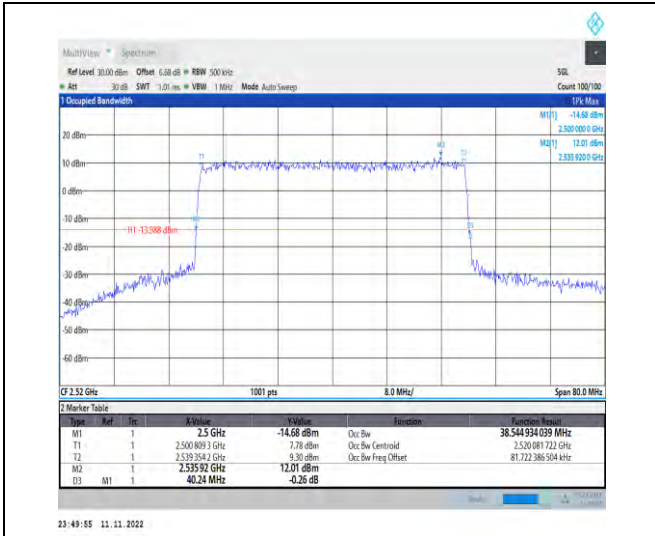 MultiView Spectrum
Ref Level 30.00 dBm Offset 6.68 dB RBW 500 kHz SGL
Att 30 dB SWT 1.01 ms VBW 1 MHz Mode Auto Sweep Count 100/100
1 Occupied Bandwidth 1Pk Max
M1[1] -14.68 dBm
2.500 000 0 GHz
M2[1] 12.01 dBm
2.535 920 0 GHz
20 dBm
10 dBm
0 dBm
-10 dBm
H1 -13.988 dBm
-20 dBm
-30 dBm
-40 dBm
-50 dBm
-60 dBm
T1
M2
T2
CF 2.52 GHz 1001 pts 8.0 MHz/ Span 80.0 MHz
2 Marker Table
Type Ref Trc X-Value Y-Value Function Function Result
M1 1 2.5 GHz -14.68 dBm Occ Bw 38.544 934 039 MHz
T1 1 2.500 809 3 GHz 7.78 dBm Occ Bw Centroid 2.520 081 722 GHz
T2 1 2.539 354 2 GHz 9.30 dBm Occ Bw Freq Offset 81.722 386 504 kHz
M2 1 2.535 92 GHz 12.01 dBm
D3 M1 1 40.24 MHz -0.26 dB
23:49:55 11.11.2022